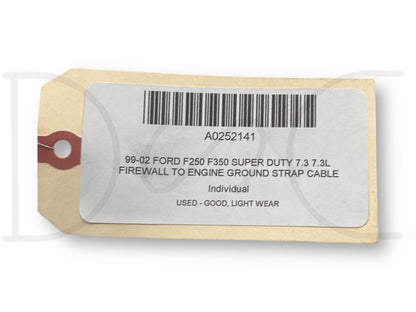 A0252141
99-02 FORD F250 F350 SUPER DUTY 7.3 7.3L
FIREWALL TO ENGINE GROUND STRAP CABLE
Individual
USED - GOOD, LIGHT WEAR